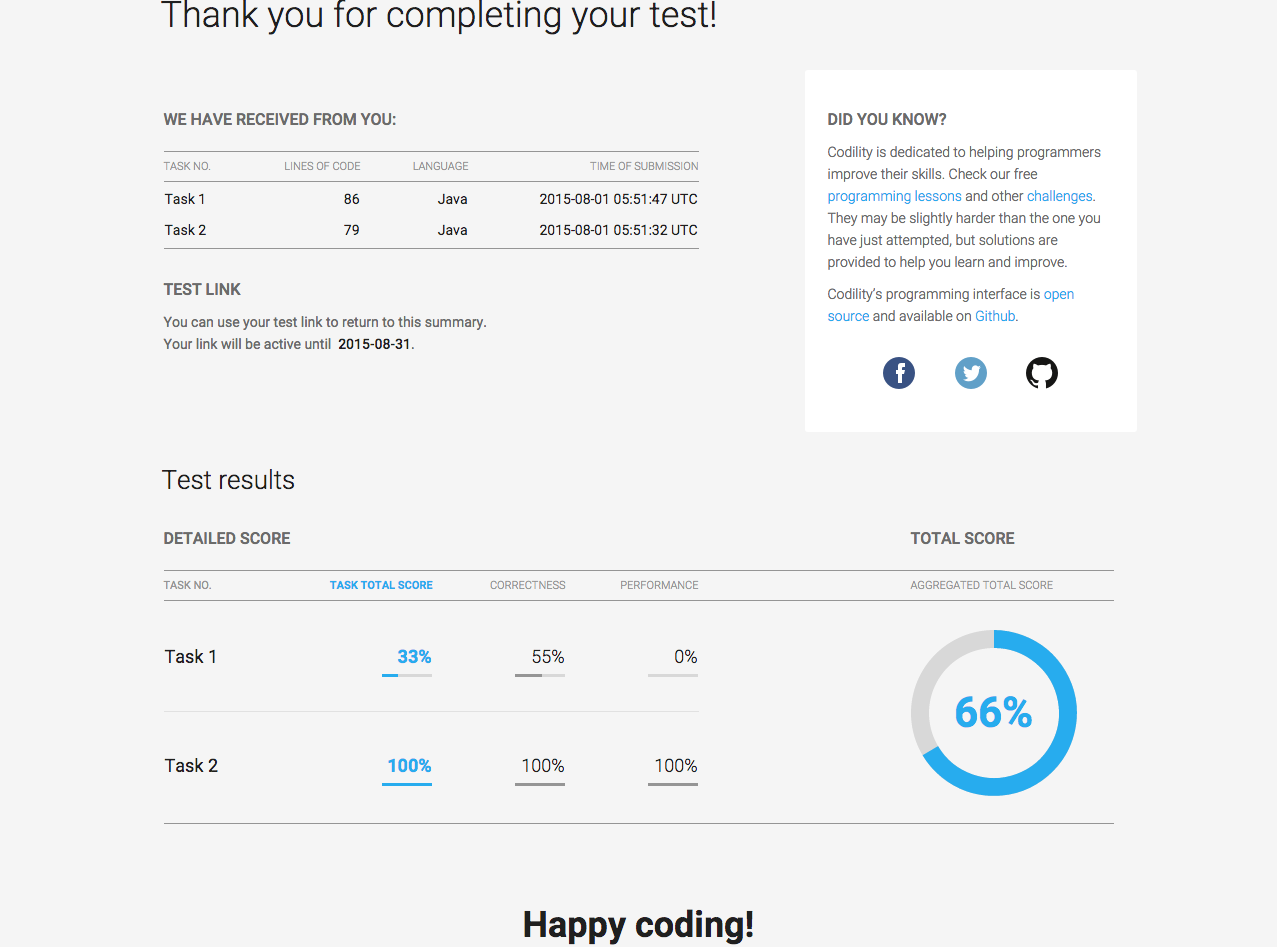 Thank you for completing your test!
WE HAVE RECEIVED FROM YOU:
TASK NO. LINES OF CODE LANGUAGE TIME OF SUBMISSION
Task 1 86 Java 2015-08-01 05:51:47 UTC
Task 2 79 Java 2015-08-01 05:51:32 UTC
TEST LINK
You can use your test link to return to this summary.
Your link will be active until 2015-08-31.
DID YOU KNOW?
Codility is dedicated to helping programmers
improve their skills. Check our free
programming lessons and other challenges.
They may be slightly harder than the one you
have just attempted, but solutions are
provided to help you learn and improve.
Codility’s programming interface is open
source and available on Github.
Test results
DETAILED SCORE
TASK NO. TASK TOTAL SCORE CORRECTNESS PERFORMANCE
Task 1 33% 55% 0%
Task 2 100% 100% 100%
TOTAL SCORE
AGGREGATED TOTAL SCORE
66%
Happy coding!